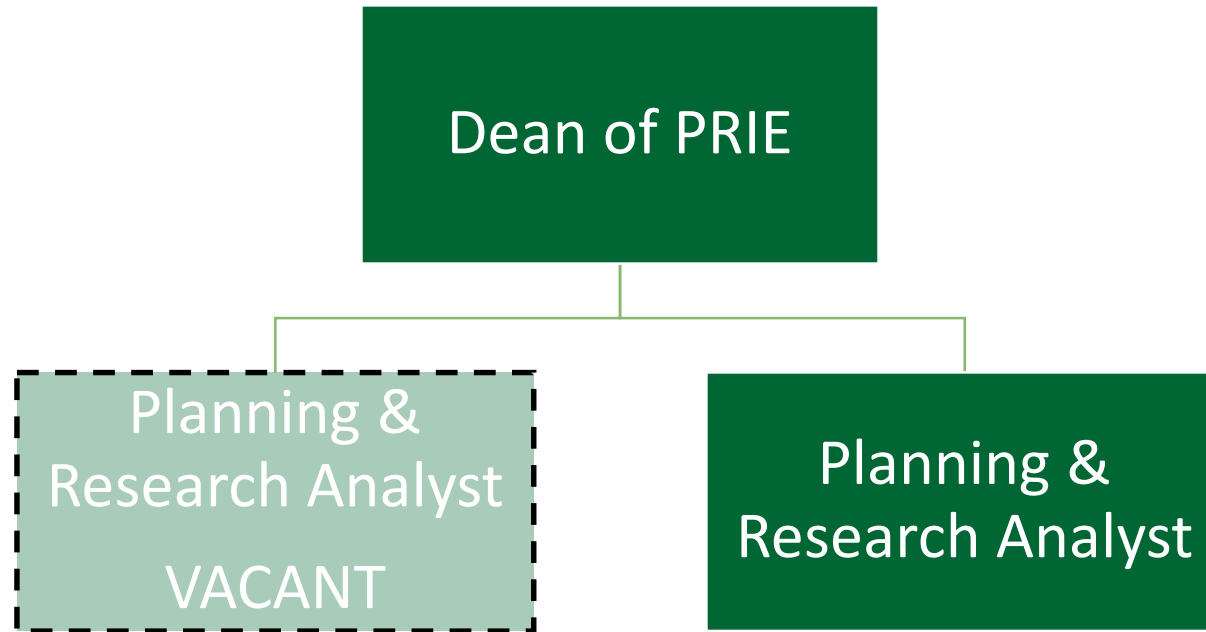 Dean of PRIE
Planning &
Research Analyst
VACANT
Planning &
Research Analyst